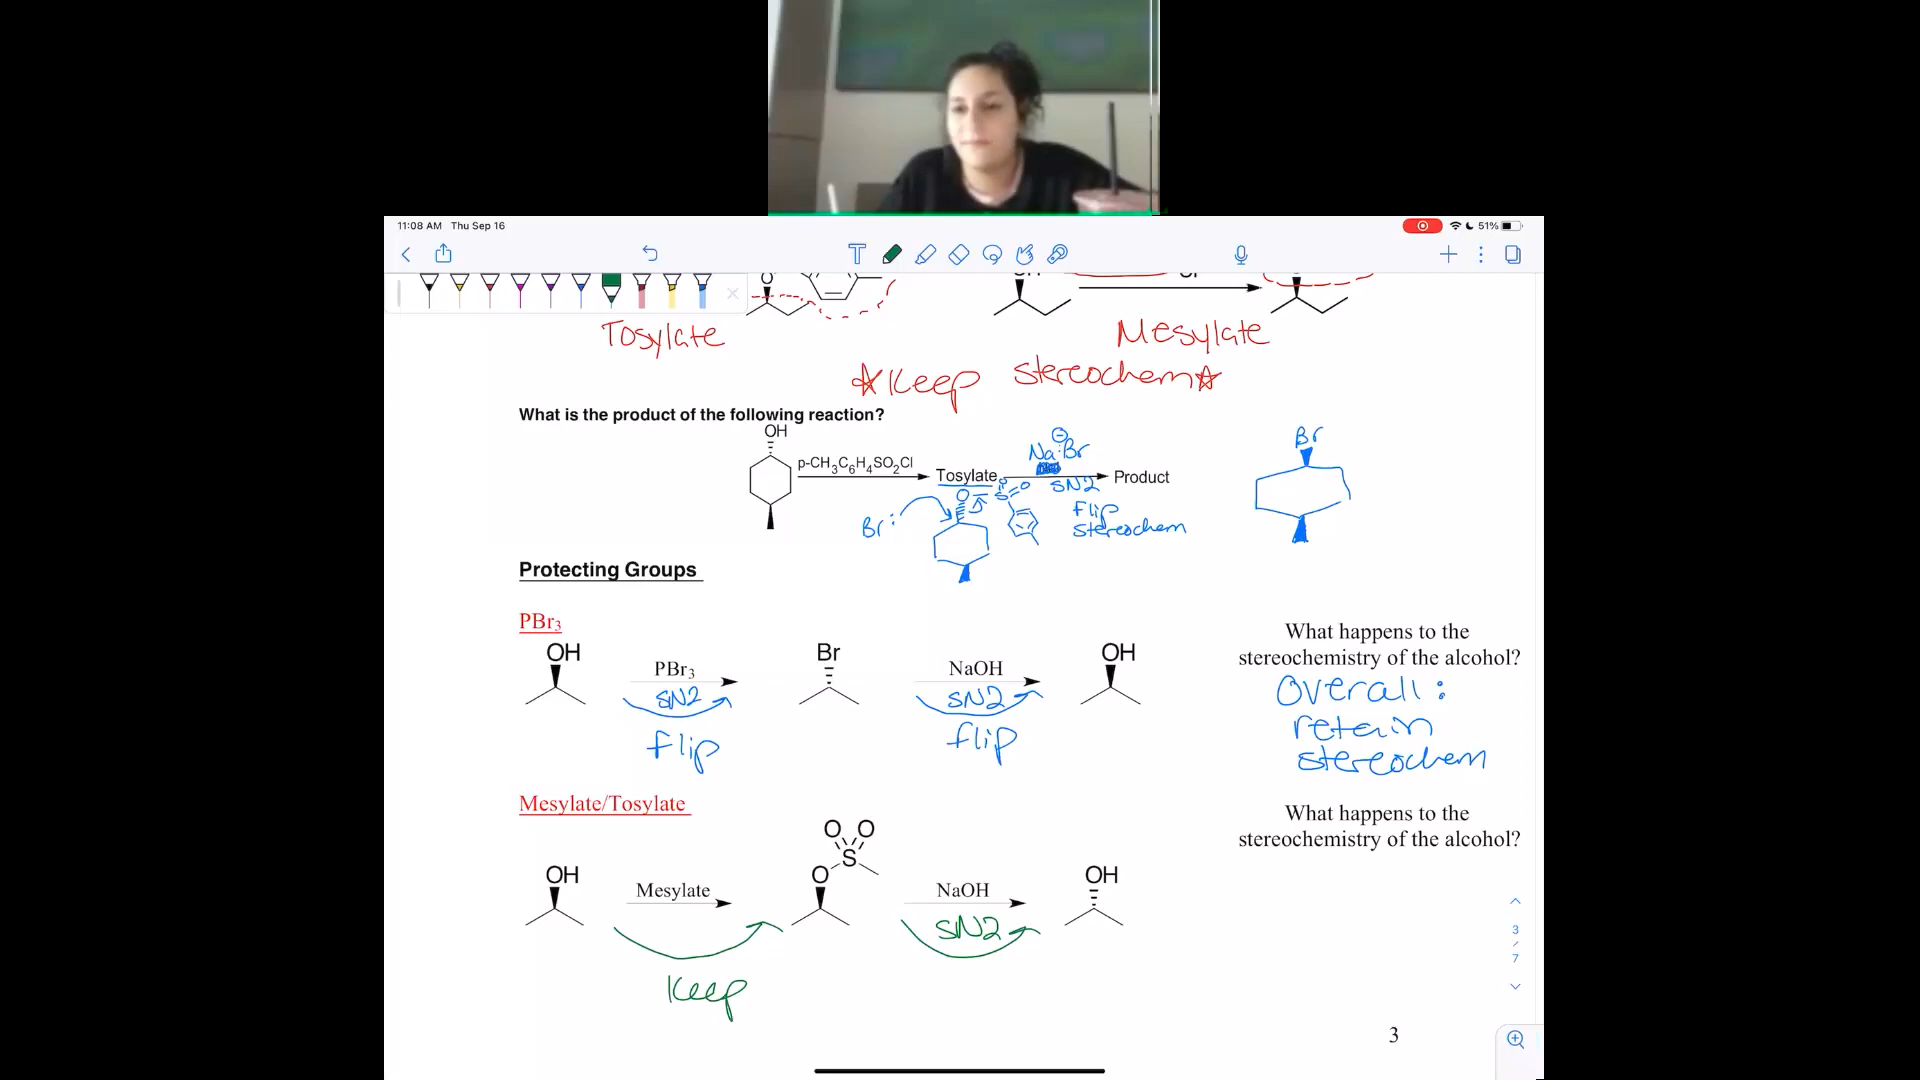 11:08 AM Thu Sep 16
51%
O
Tosylate
Mesylate
☆Keep stereochem☆
What is the product of the following reaction?
OH
p-CH₃C₆H₄SO₂Cl
Tosylate
Na :Br ⊖
SN2
Flip
stereochem
Product
Br:
O S O
Br
Protecting Groups
PBr₃
OH
PBr₃
SN2
flip
Br
NaOH
SN2
flip
OH
What happens to the
stereochemistry of the alcohol?
Overall:
retain
stereochem
Mesylate/Tosylate
OH
Mesylate
Keep
O O
S
O
NaOH
SN2
OH
What happens to the
stereochemistry of the alcohol?
3
/
7
3